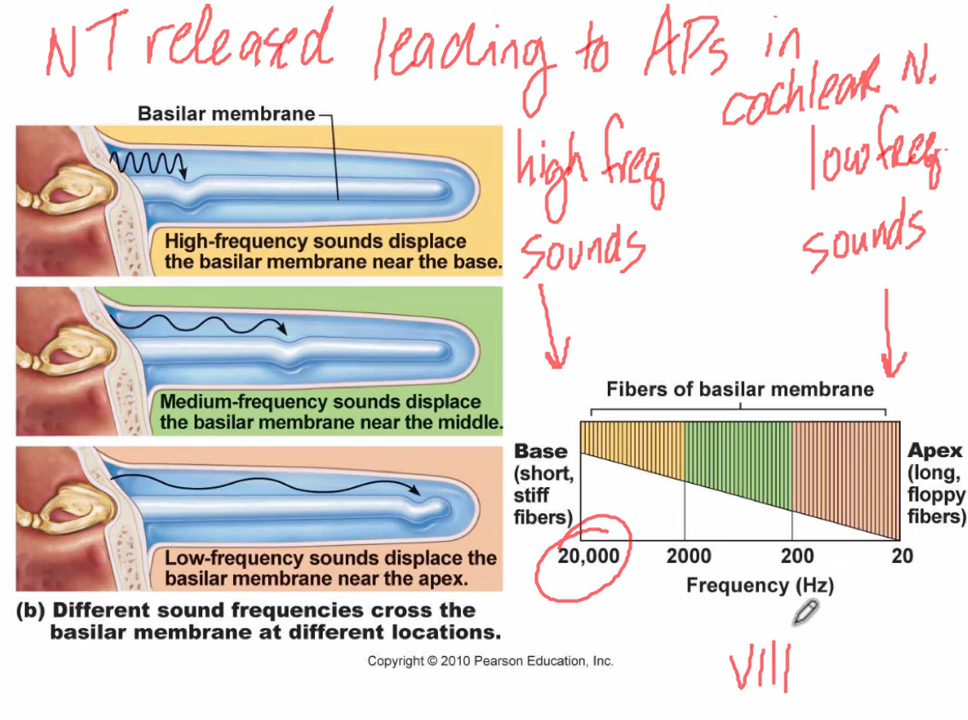 NT released leading to APs in
cochlear N.
Basilar membrane
high freq
sounds
low freq
sounds
High-frequency sounds displace
the basilar membrane near the base.
Medium-frequency sounds displace
the basilar membrane near the middle.
Low-frequency sounds displace the
basilar membrane near the apex.
(b) Different sound frequencies cross the
basilar membrane at different locations.
Fibers of basilar membrane
Base
(short,
stiff
fibers)
Apex
(long,
floppy
fibers)
20,000 2000 200 20
Frequency (Hz)
Copyright © 2010 Pearson Education, Inc.
VIII